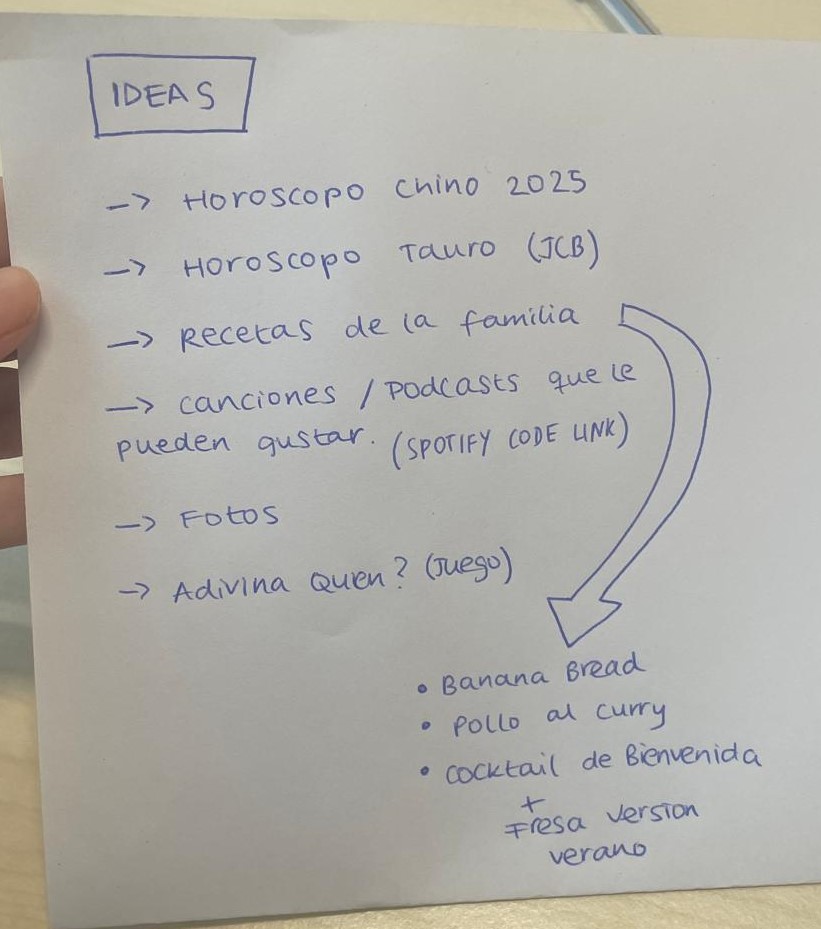 IDEAS
→ Horoscopo Chino 2025
→ Horoscopo Tauro (JCB)
→ Recetas de la familia
→ Canciones / Podcasts que le
pueden gustar. (SPOTIFY CODE LINK)
→ Fotos
→ Adivina Quien? (Juego)
• Banana Bread
• Pollo al curry
• Cocktail de Bienvenida
+
Fresa version
verano